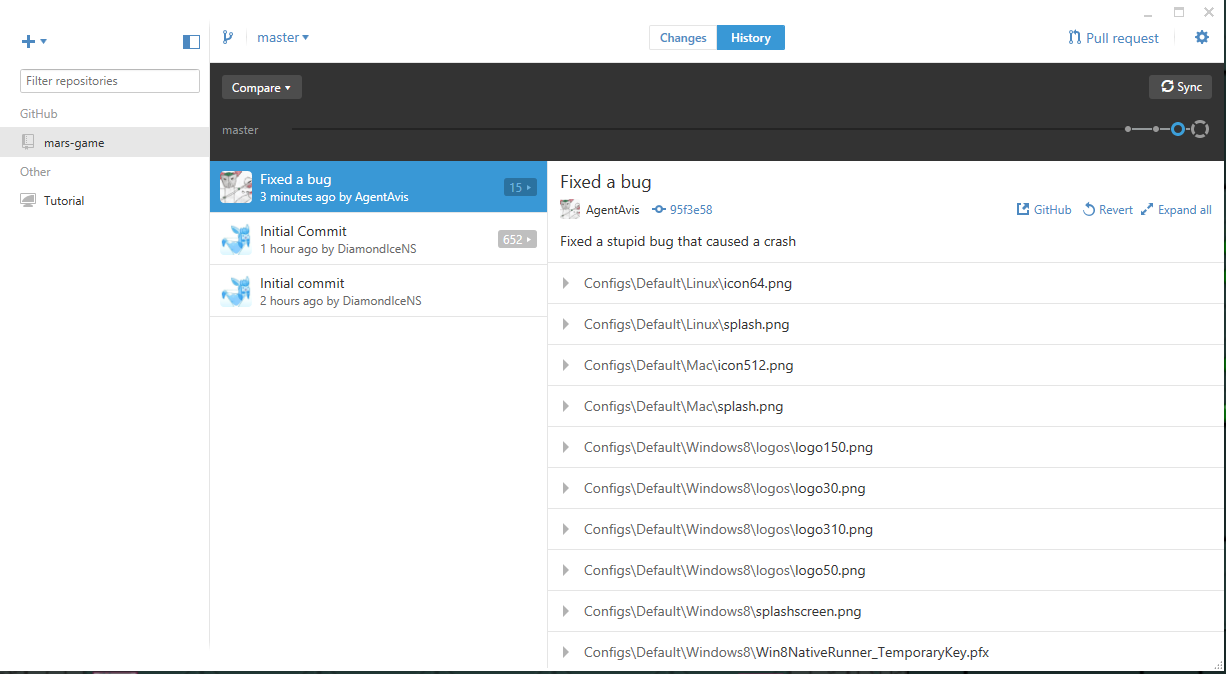 master
Changes
History
Pull request
Filter repositories
GitHub
mars-game
Other
Tutorial
Compare
Sync
master
Fixed a bug
3 minutes ago by AgentAvis
15
Initial Commit
1 hour ago by DiamondIceNS
652
Initial commit
2 hours ago by DiamondIceNS
Fixed a bug
AgentAvis
95f3e58
GitHub
Revert
Expand all
Fixed a stupid bug that caused a crash
Configs\Default\Linux\icon64.png
Configs\Default\Linux\splash.png
Configs\Default\Mac\icon512.png
Configs\Default\Mac\splash.png
Configs\Default\Windows8\logos\logo150.png
Configs\Default\Windows8\logos\logo30.png
Configs\Default\Windows8\logos\logo310.png
Configs\Default\Windows8\logos\logo50.png
Configs\Default\Windows8\splashscreen.png
Configs\Default\Windows8\Win8NativeRunner_TemporaryKey.pfx